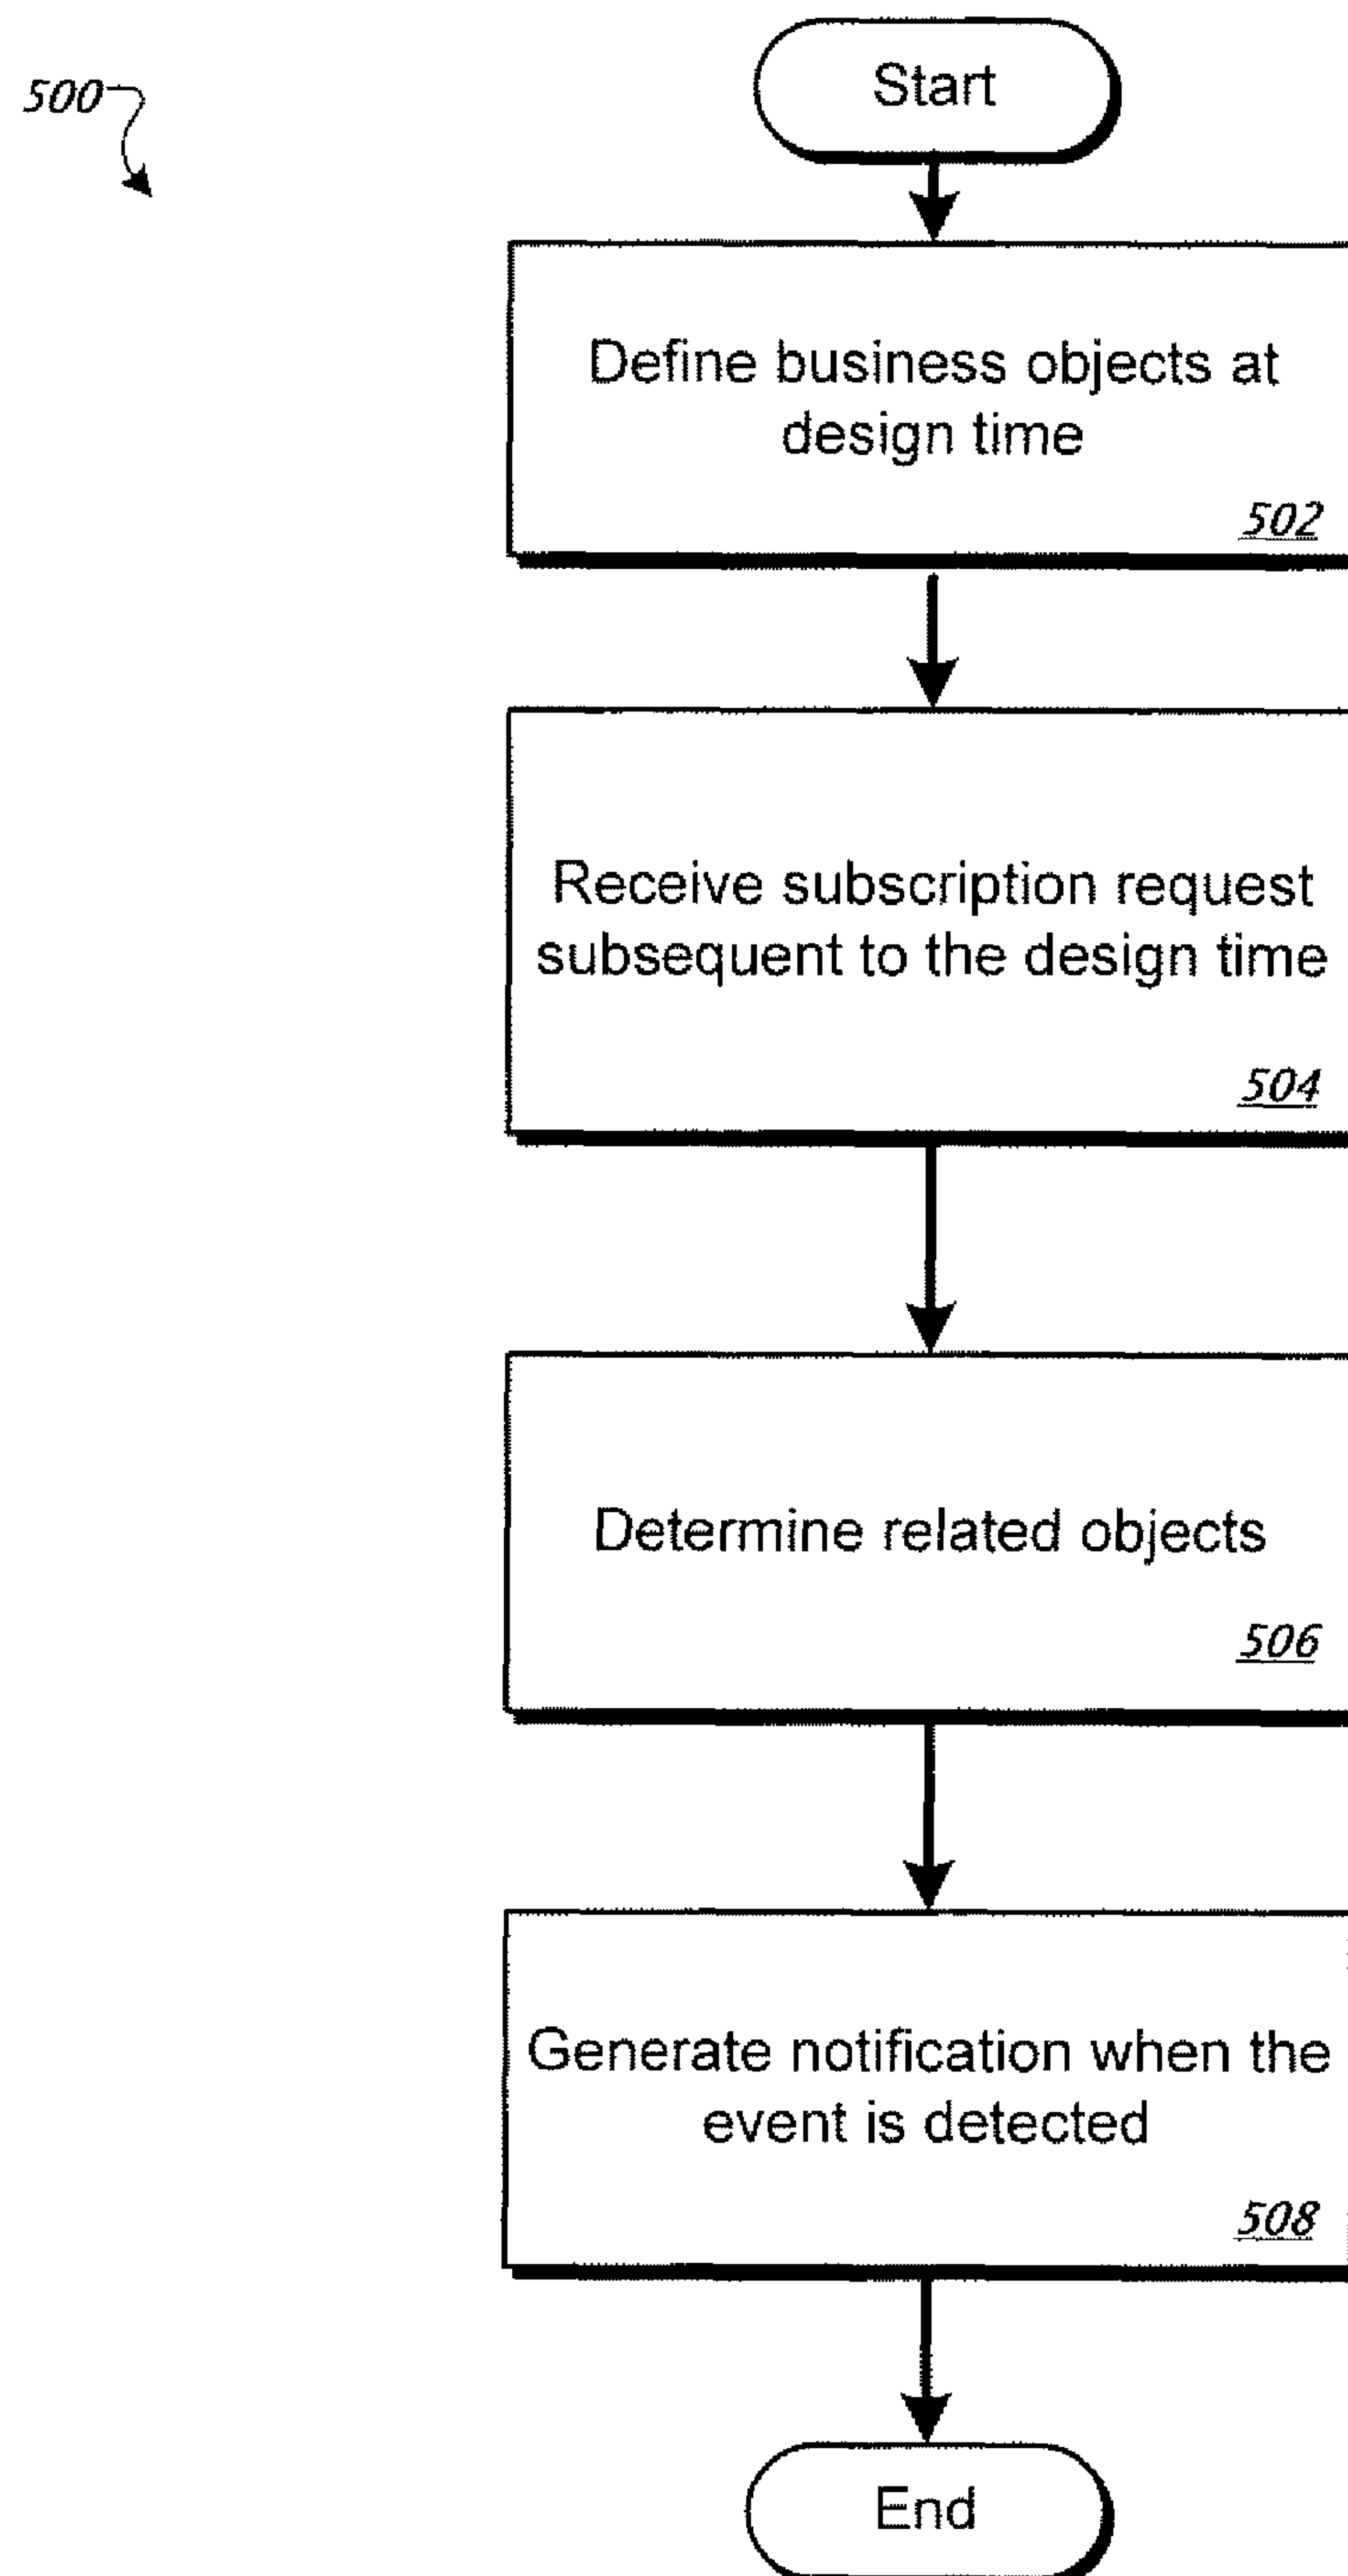 500
Start
Define business objects at
design time
502
Receive subscription request
subsequent to the design time
504
Determine related objects
506
Generate notification when the
event is detected
508
End